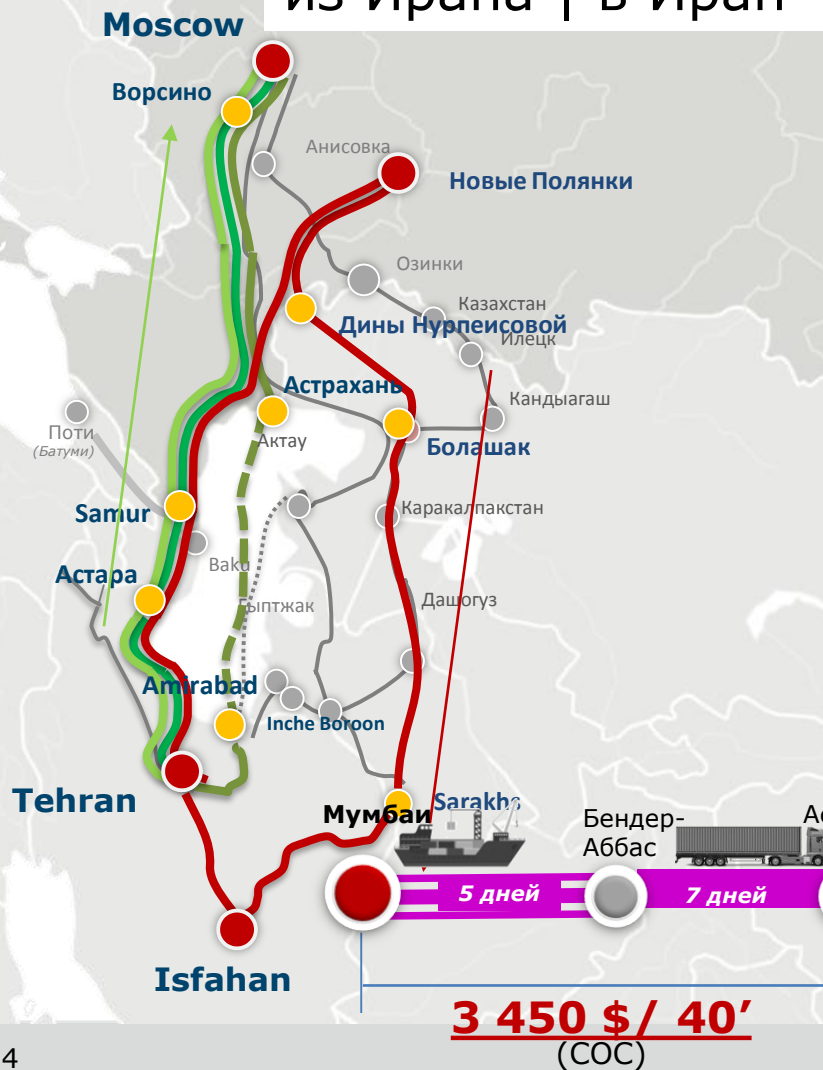 из Ирана | в Иран
Moscow
Ворсино
Анисовка
Новые Полянки
Озинки
Казахстан
Дины Нурпеисовой
Илецк
Астрахань
Кандыагаш
Поти
(Батуми)
Актау
Болашак
Samur
Каракалпакстан
Baku
Астара
Гыптжак
Дашогуз
Amirabad
Inche Boroon
Tehran
Sarakhs
Мумбаи
Бендер-
Аббас
5 дней
7 дней
Isfahan
3 450 $/ 40’
(COC)
4